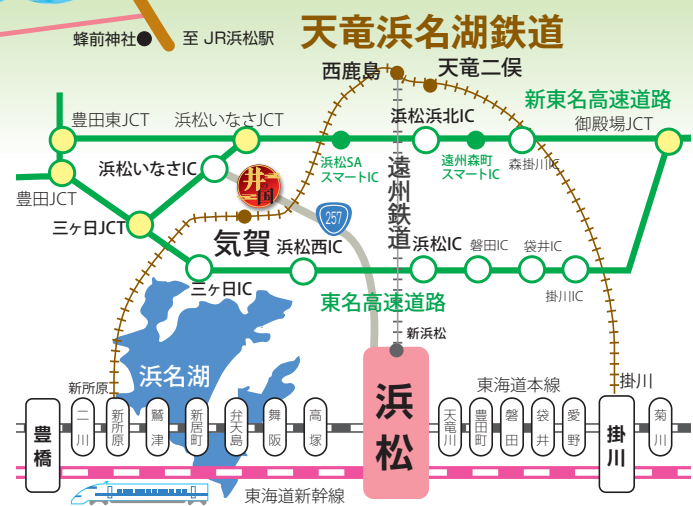 天竜浜名湖鉄道
蜂前神社
至 JR浜松駅
西鹿島
天竜二俣
新東名高速道路
豊田東JCT
浜松いなさJCT
浜松浜北IC
御殿場JCT
浜松いなさIC
浜松SA
スマートIC
遠州森町
スマートIC
森掛川IC
豊田JCT
井の国
257
遠州鉄道
三ヶ日JCT
気賀
浜松西IC
浜松IC
磐田IC
袋井IC
三ヶ日IC
東名高速道路
掛川IC
新浜松
浜名湖
新所原
東海道本線
掛川
豊橋
二川
新所原
鷲津
新居町
弁天島
舞阪
高塚
浜松
天竜川
豊田町
磐田
袋井
愛野
掛川
菊川
東海道新幹線